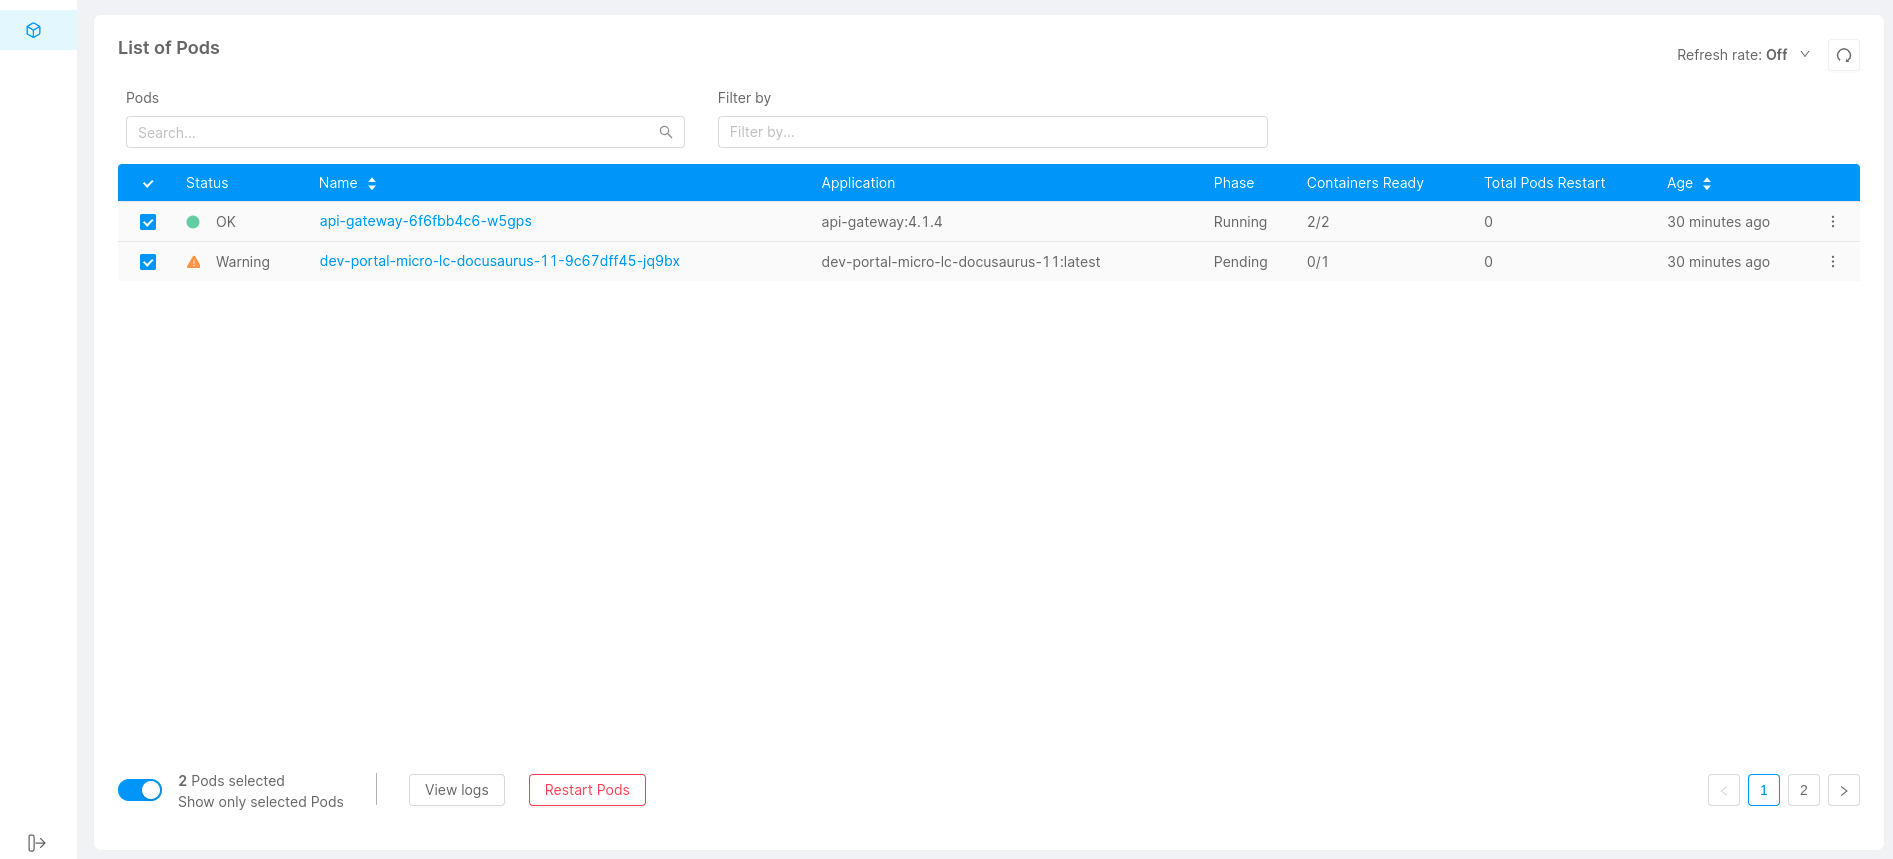 List of Pods
Refresh rate: Off
Pods
Filter by
Search...
Filter by...
Status Name Application Phase Containers Ready Total Pods Restart Age
OK api-gateway-6f6fbb4c6-w5gps api-gateway:4.1.4 Running 2/2 0 30 minutes ago
Warning dev-portal-micro-lc-docusaurus-11-9c67dff45-jq9bx dev-portal-micro-lc-docusaurus-11:latest Pending 0/1 0 30 minutes ago
2 Pods selected
Show only selected Pods
View logs
Restart Pods
< 1 2 >